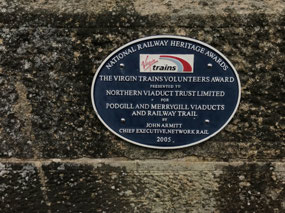 NATIONAL RAILWAY HERITAGE AWARDS
Virgin
trains
THE VIRGIN TRAINS VOLUNTEERS AWARD
PRESENTED TO
NORTHERN VIADUCT TRUST LIMITED
FOR
PODGILL AND MERRYGILL VIADUCTS
AND RAILWAY TRAIL
BY
JOHN ARMITT
CHIEF EXECUTIVE, NETWORK RAIL
2005